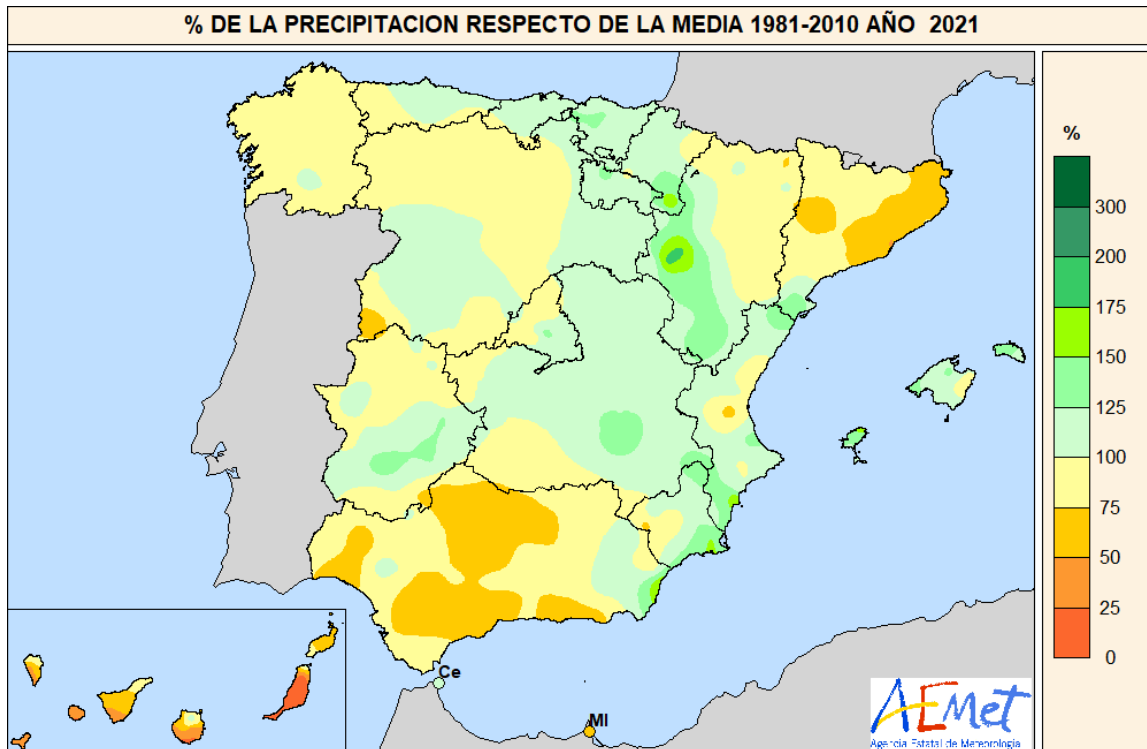 % DE LA PRECIPITACION RESPECTO DE LA MEDIA 1981-2010 AÑO 2021
%
300
200
175
150
125
100
75
50
25
0
Ce
Ml
AEMet
Agencia Estatal de Meteorología